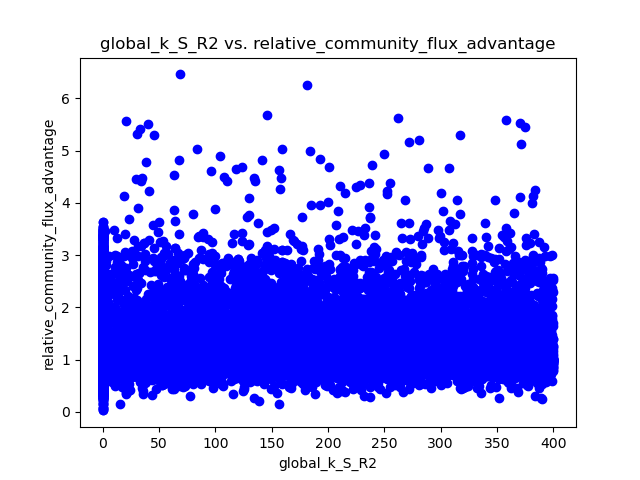 global_k_S_R2 vs. relative_community_flux_advantage
relative_community_flux_advantage
6
5
4
3
2
1
0
0 50 100 150 200 250 300 350 400
global_k_S_R2